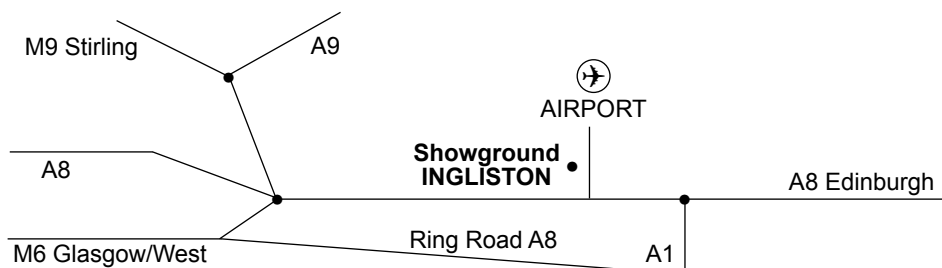 M9 Stirling
A9
AIRPORT
A8
Showground
INGLISTON
A8 Edinburgh
M6 Glasgow/West
Ring Road A8
A1